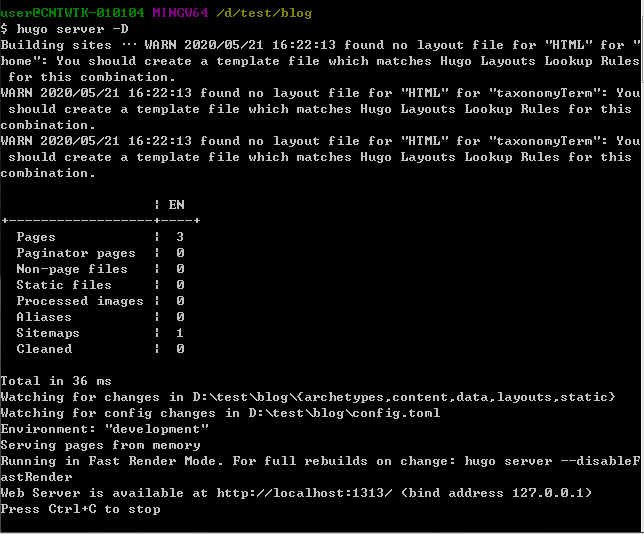 user@CNTWTK-010104 MINGW64 /d/test/blog
$ hugo server -D
Building sites … WARN 2020/05/21 16:22:13 found no layout file for "HTML" for "
home": You should create a template file which matches Hugo Layouts Lookup Rules
 for this combination.
WARN 2020/05/21 16:22:13 found no layout file for "HTML" for "taxonomyTerm": You
 should create a template file which matches Hugo Layouts Lookup Rules for this
combination.
WARN 2020/05/21 16:22:13 found no layout file for "HTML" for "taxonomyTerm": You
 should create a template file which matches Hugo Layouts Lookup Rules for this
combination.
                   | EN
+------------------+----+
  Pages            |  3
  Paginator pages  |  0
  Non-page files   |  0
  Static files     |  0
  Processed images |  0
  Aliases          |  0
  Sitemaps         |  1
  Cleaned          |  0
Total in 36 ms
Watching for changes in D:\test\blog\{archetypes,content,data,layouts,static}
Watching for config changes in D:\test\blog\config.toml
Environment: "development"
Serving pages from memory
Running in Fast Render Mode. For full rebuilds on change: hugo server --disableF
astRender
Web Server is available at http://localhost:1313/ (bind address 127.0.0.1)
Press Ctrl+C to stop